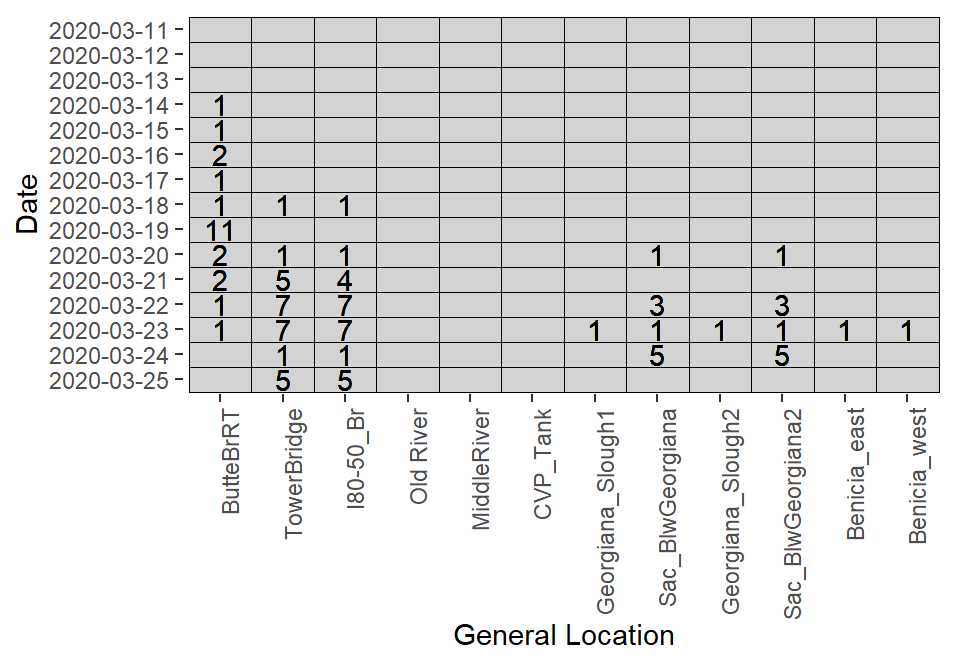 2020-03-11
2020-03-12
2020-03-13
2020-03-14 1
2020-03-15 1
2020-03-16 2
2020-03-17 1
2020-03-18 1 1 1
2020-03-19 11
2020-03-20 2 1 1 1 1
2020-03-21 2 5 4
2020-03-22 1 7 7 3 3
2020-03-23 1 7 7 1 1 1 1 1 1
2020-03-24 1 1 5 5
2020-03-25 5 5
Date
ButteBrRT
TowerBridge
I80-50_Br
Old River
MiddleRiver
CVP_Tank
Georgiana_Slough1
Sac_BlwGeorgiana
Georgiana_Slough2
Sac_BlwGeorgiana2
Benicia_east
Benicia_west
General Location